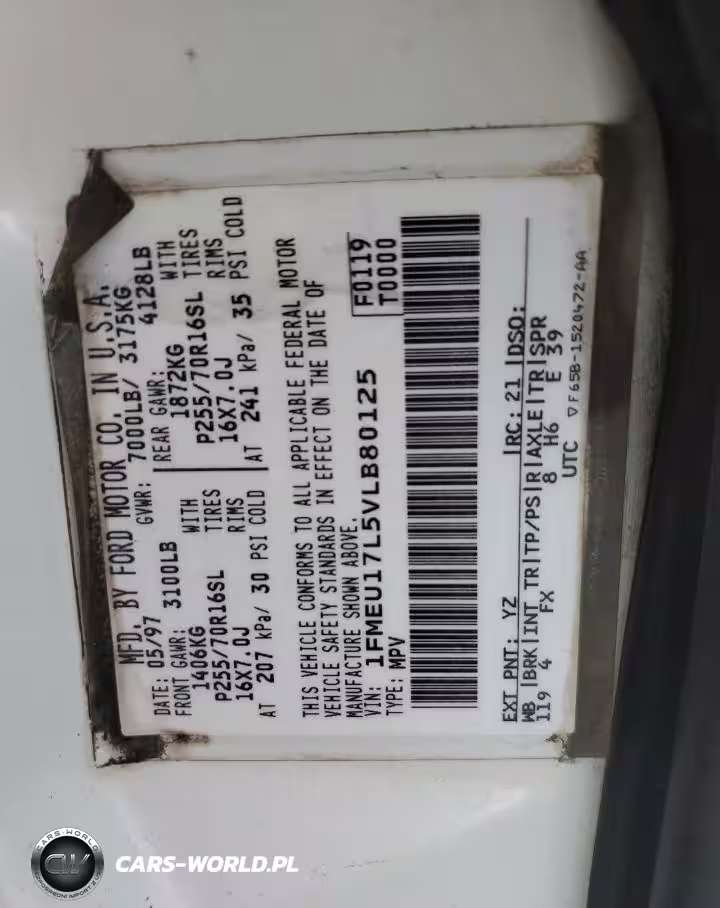 MFD. BY FORD MOTOR CO. IN U.S.A.
DATE: 05/97 GVWR: 7000LB/ 3175KG
FRONT GAWR: 3100LB REAR GAWR: 4128LB
1406KG WITH 1872KG WITH
P255/70R16SL TIRES P255/70R16SL TIRES
16X7.0J RIMS 16X7.0J RIMS
AT 207 kPa/ 30 PSI COLD AT 241 kPa/ 35 PSI COLD
THIS VEHICLE CONFORMS TO ALL APPLICABLE FEDERAL MOTOR
VEHICLE SAFETY STANDARDS IN EFFECT ON THE DATE OF
MANUFACTURE SHOWN ABOVE.
VIN: 1FMEU17L5VLB80125
TYPE: MPV
F0119
T0000
EXT PNT: YZ RC: 21 DSO:
WB BRK INT TR TP/PS R AXLE TR SPR
119 4 FX 8 H6 E 39
UTC ▽F65B-1520472-AA
CARS-WORLD
CW
CARS-WORLD.PL